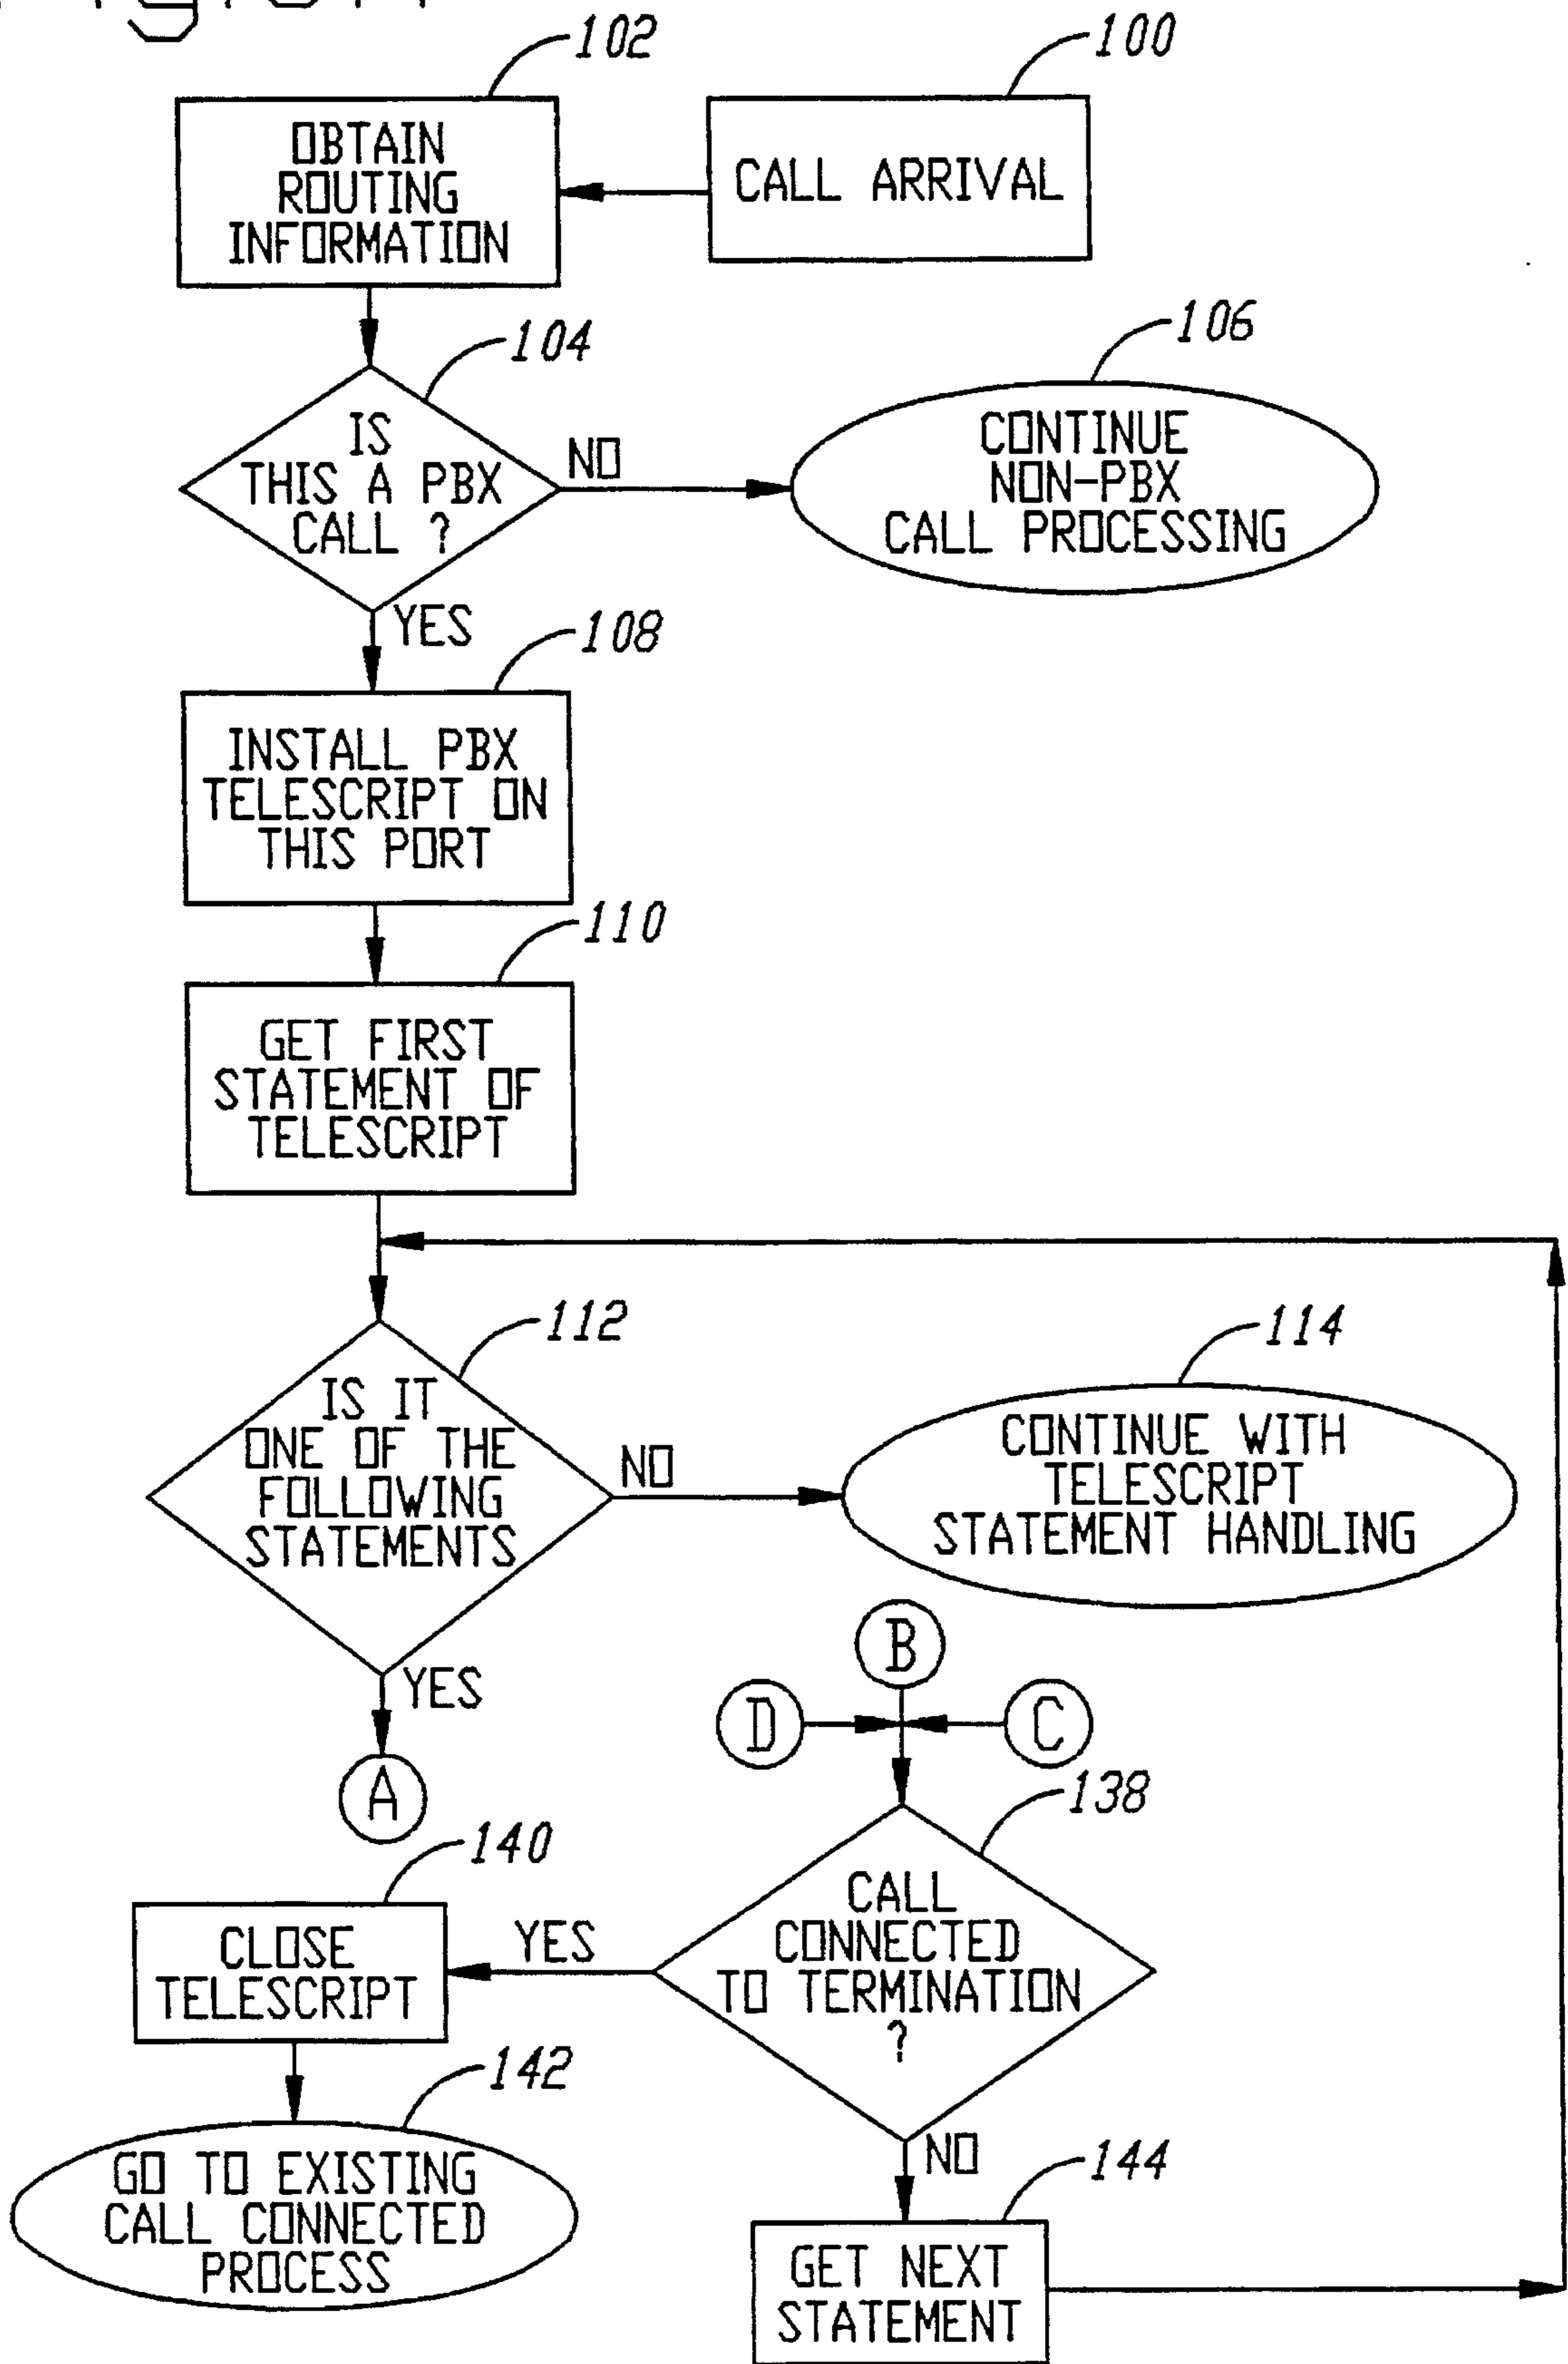 102
100
OBTAIN
ROUTING
INFORMATION
CALL ARRIVAL
104
106
IS
THIS A PBX
CALL ?
NO
CONTINUE
NON-PBX
CALL PROCESSING
YES
108
INSTALL PBX
TELESCRIPT ON
THIS PORT
110
GET FIRST
STATEMENT OF
TELESCRIPT
112
114
IS IT
ONE OF THE
FOLLOWING
STATEMENTS
NO
CONTINUE WITH
TELESCRIPT
STATEMENT HANDLING
YES
A
B
D
C
138
CALL
CONNECTED
TO TERMINATION
?
YES
140
CLOSE
TELESCRIPT
142
GO TO EXISTING
CALL CONNECTED
PROCESS
NO
144
GET NEXT
STATEMENT